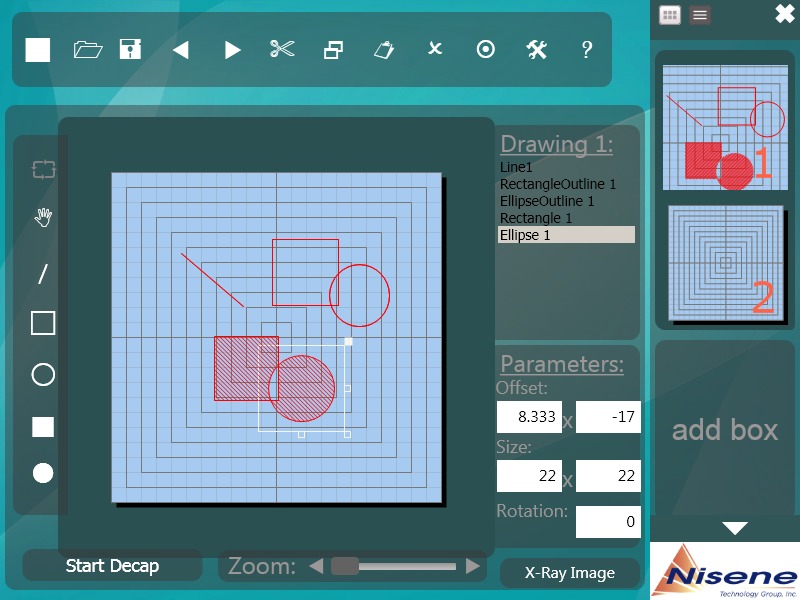 ?
Drawing 1:
Line1
RectangleOutline 1
EllipseOutline 1
Rectangle 1
Ellipse 1
1
2
Parameters:
Offset:
8.333 x -17
Size:
22 x 22
Rotation:
0
add box
Start Decap
Zoom:
X-Ray Image
Nisene
Technology Group, Inc.